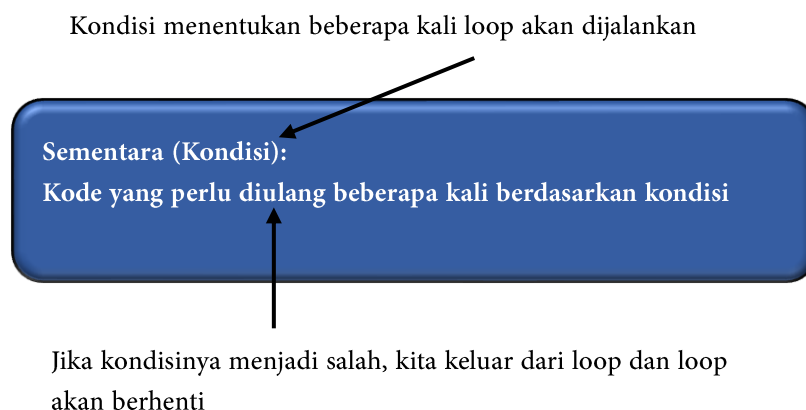 Kondisi menentukan beberapa kali loop akan dijalankan
Sementara (Kondisi):
Kode yang perlu diulang beberapa kali berdasarkan kondisi
Jika kondisinya menjadi salah, kita keluar dari loop dan loop
akan berhenti